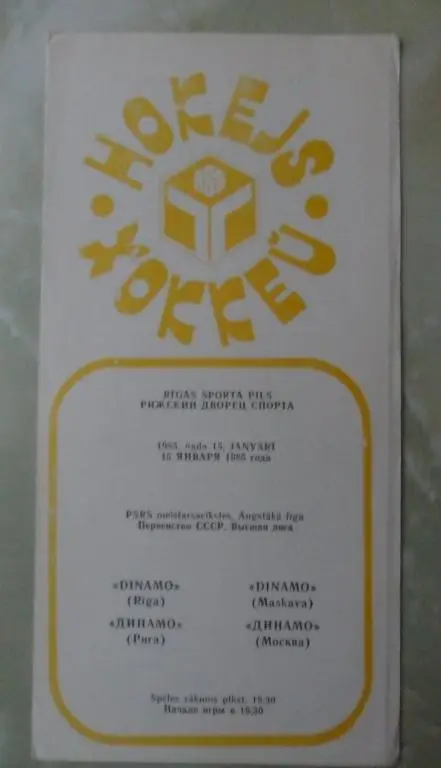 HOKEJS
ХОККЕЙ
RĪGAS SPORTA PILS
РИЖСКИЙ ДВОРЕЦ СПОРТА
1985. gada 15. JANVĀRĪ
15 ЯНВАРЯ 1985 года
PSRS meistarsacīkstes. Augstākā līga
Первенство СССР. Высшая лига
«DINAMO» «DINAMO»
(Rīga) (Maskava)
«ДИНАМО» «ДИНАМО»
(Рига) (Москва)
Spēles sākums plkst. 19.30
Начало игры в 19.30